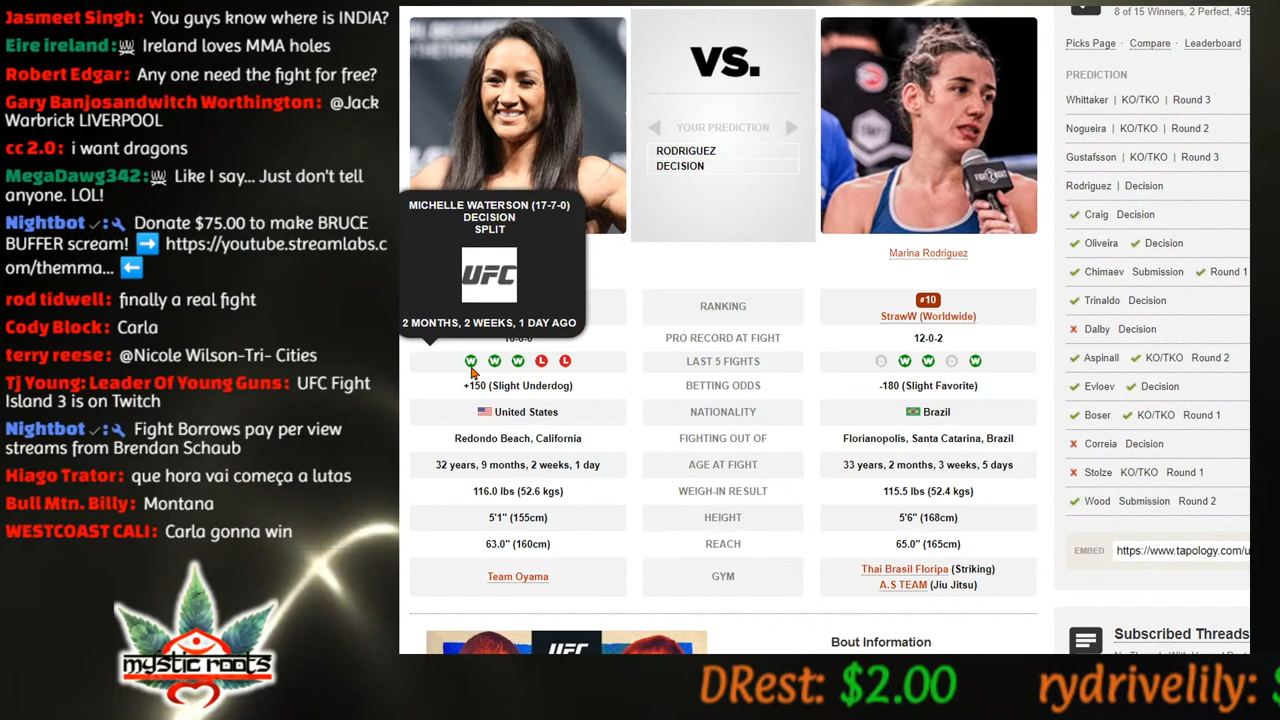 Jasmeet Singh: You guys know where is INDIA?
Eire ireland: Ireland loves MMA holes
Robert Edgar: Any one need the fight for free?
Gary Banjosandwitch Worthington: @Jack
Warbrick LIVERPOOL
cc 2.0: i want dragons
MegaDawg342: Like I say... Just don't tell
anyone. LOL!
Nightbot ✓: Donate $75.00 to make BRUCE
BUFFER scream! ➡ https://youtube.streamlabs.c
om/themma... ⬅
rod tidwell: finally a real fight
Cody Block: Carla
terry reese: @Nicole Wilson-Tri- Cities
Tj Young: Leader Of Young Guns: UFC Fight
Island 3 is on Twitch
Nightbot ✓: Fight Borrows pay per view
streams from Brendan Schaub
Hiago Trator: que hora vai começa a lutas
Bull Mtn. Billy: Montana
WESTCOAST CALI: Carla gonna win
mystic roots
VS.
YOUR PREDICTION
RODRIGUEZ
DECISION
MICHELLE WATERSON (17-7-0)
DECISION
SPLIT
UFC
2 MONTHS, 2 WEEKS, 1 DAY AGO
Marina Rodriguez
RANKING #10
StrawW (Worldwide)
PRO RECORD AT FIGHT 12-0-2
W W W L L LAST 5 FIGHTS D W W D W
+150 (Slight Underdog) BETTING ODDS -180 (Slight Favorite)
United States NATIONALITY Brazil
Redondo Beach, California FIGHTING OUT OF Florianopolis, Santa Catarina, Brazil
32 years, 9 months, 2 weeks, 1 day AGE AT FIGHT 33 years, 2 months, 3 weeks, 5 days
116.0 lbs (52.6 kgs) WEIGH-IN RESULT 115.5 lbs (52.4 kgs)
5'1" (155cm) HEIGHT 5'6" (168cm)
63.0" (160cm) REACH 65.0" (165cm)
Team Oyama GYM Thai Brasil Floripa (Striking)
A.S TEAM (Jiu Jitsu)
UFC
Bout Information
8 of 15 Winners, 2 Perfect, 495
Picks Page · Compare · Leaderboard
PREDICTION
Whittaker | KO/TKO | Round 3
Nogueira | KO/TKO | Round 2
Gustafsson | KO/TKO | Round 3
Rodriguez | Decision
Craig Decision
Oliveira Decision
Chimaev Submission Round 1
Trinaldo Decision
Dalby Decision
Aspinall KO/TKO Round 2
Evloev Decision
Boser KO/TKO Round 1
Correia Decision
Stolze KO/TKO Round 1
Wood Submission Round 2
EMBED https://www.tapology.com/u
Subscribed Threads
DRest: $2.00 rydrivelily: